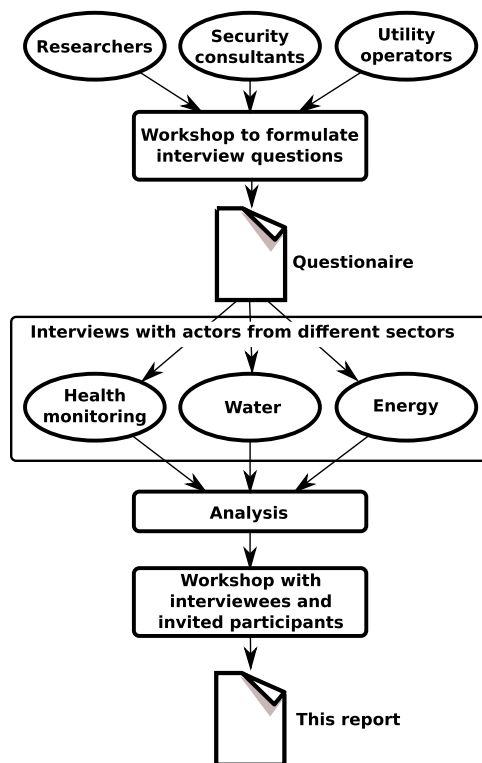 Researchers
Security
consultants
Utility
operators
Workshop to formulate
interview questions
Questionaire
Interviews with actors from different sectors
Health
monitoring
Water
Energy
Analysis
Workshop with
interviewees and
invited participants
This report